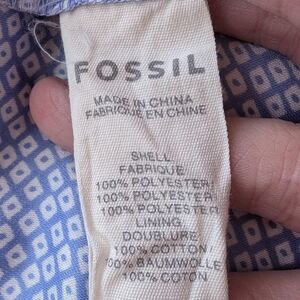 FOSSIL
MADE IN CHINA
FABRIQUE EN CHINE
SHELL
FABRIQUE
100% POLYESTER
100% POLYESTER
100% POLYESTER
LINING
DOUBLURE
100% COTTON
100% BAUMWOLLE
100% COTON